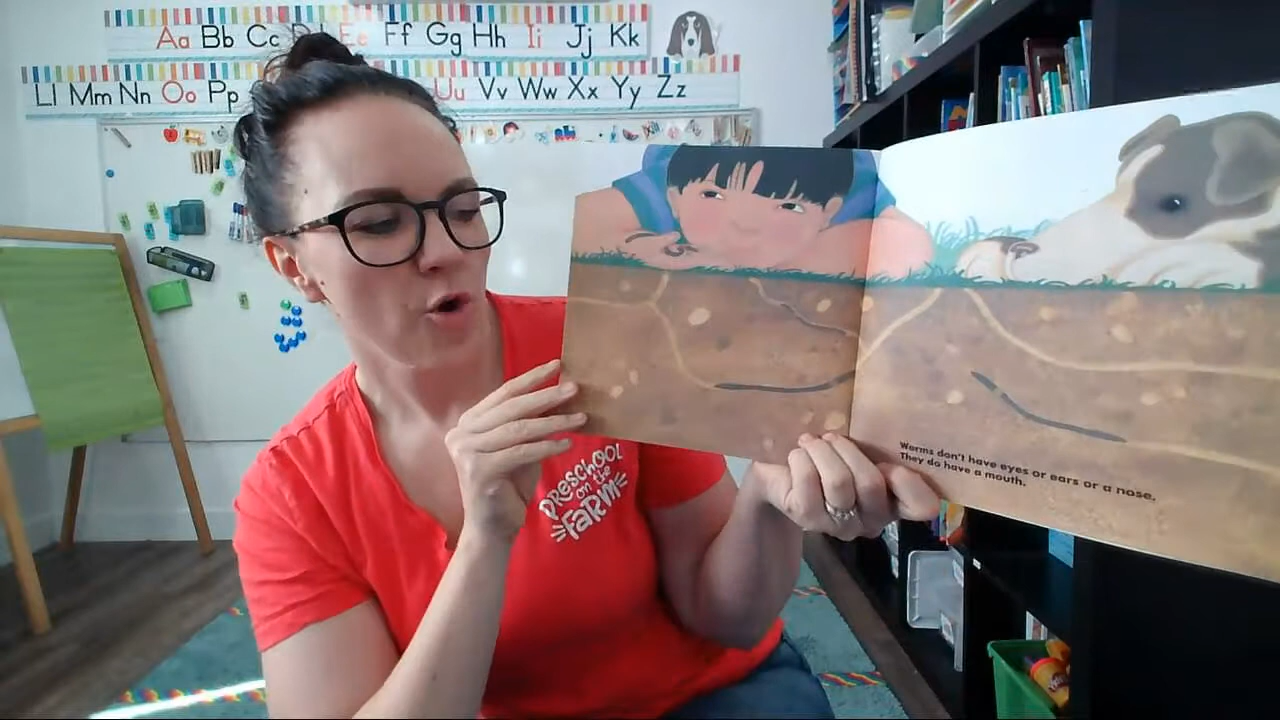 Aa Bb Cc Dd Ee Ff Gg Hh Ii Jj Kk
Ll Mm Nn Oo Pp Uu Vv Ww Xx Yy Zz
Preschool
on the
FaRM
Worms don't have eyes or ears or a nose.
They do have a mouth.